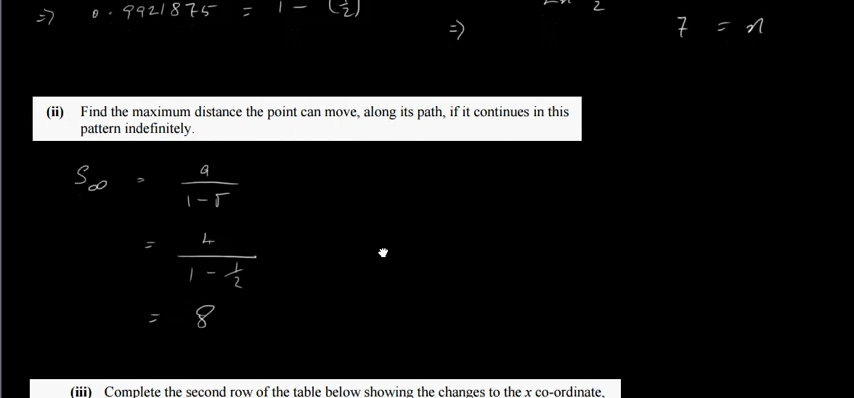 => 0.9921875 = 1 - (1/2)
=>
7 = n
(ii) Find the maximum distance the point can move, along its path, if it continues in this
pattern indefinitely.
S∞ = a / 1 - r
= 4 / 1 - 1/2
= 8
(iii) Complete the second row of the table below showing the changes to the x co-ordinate,